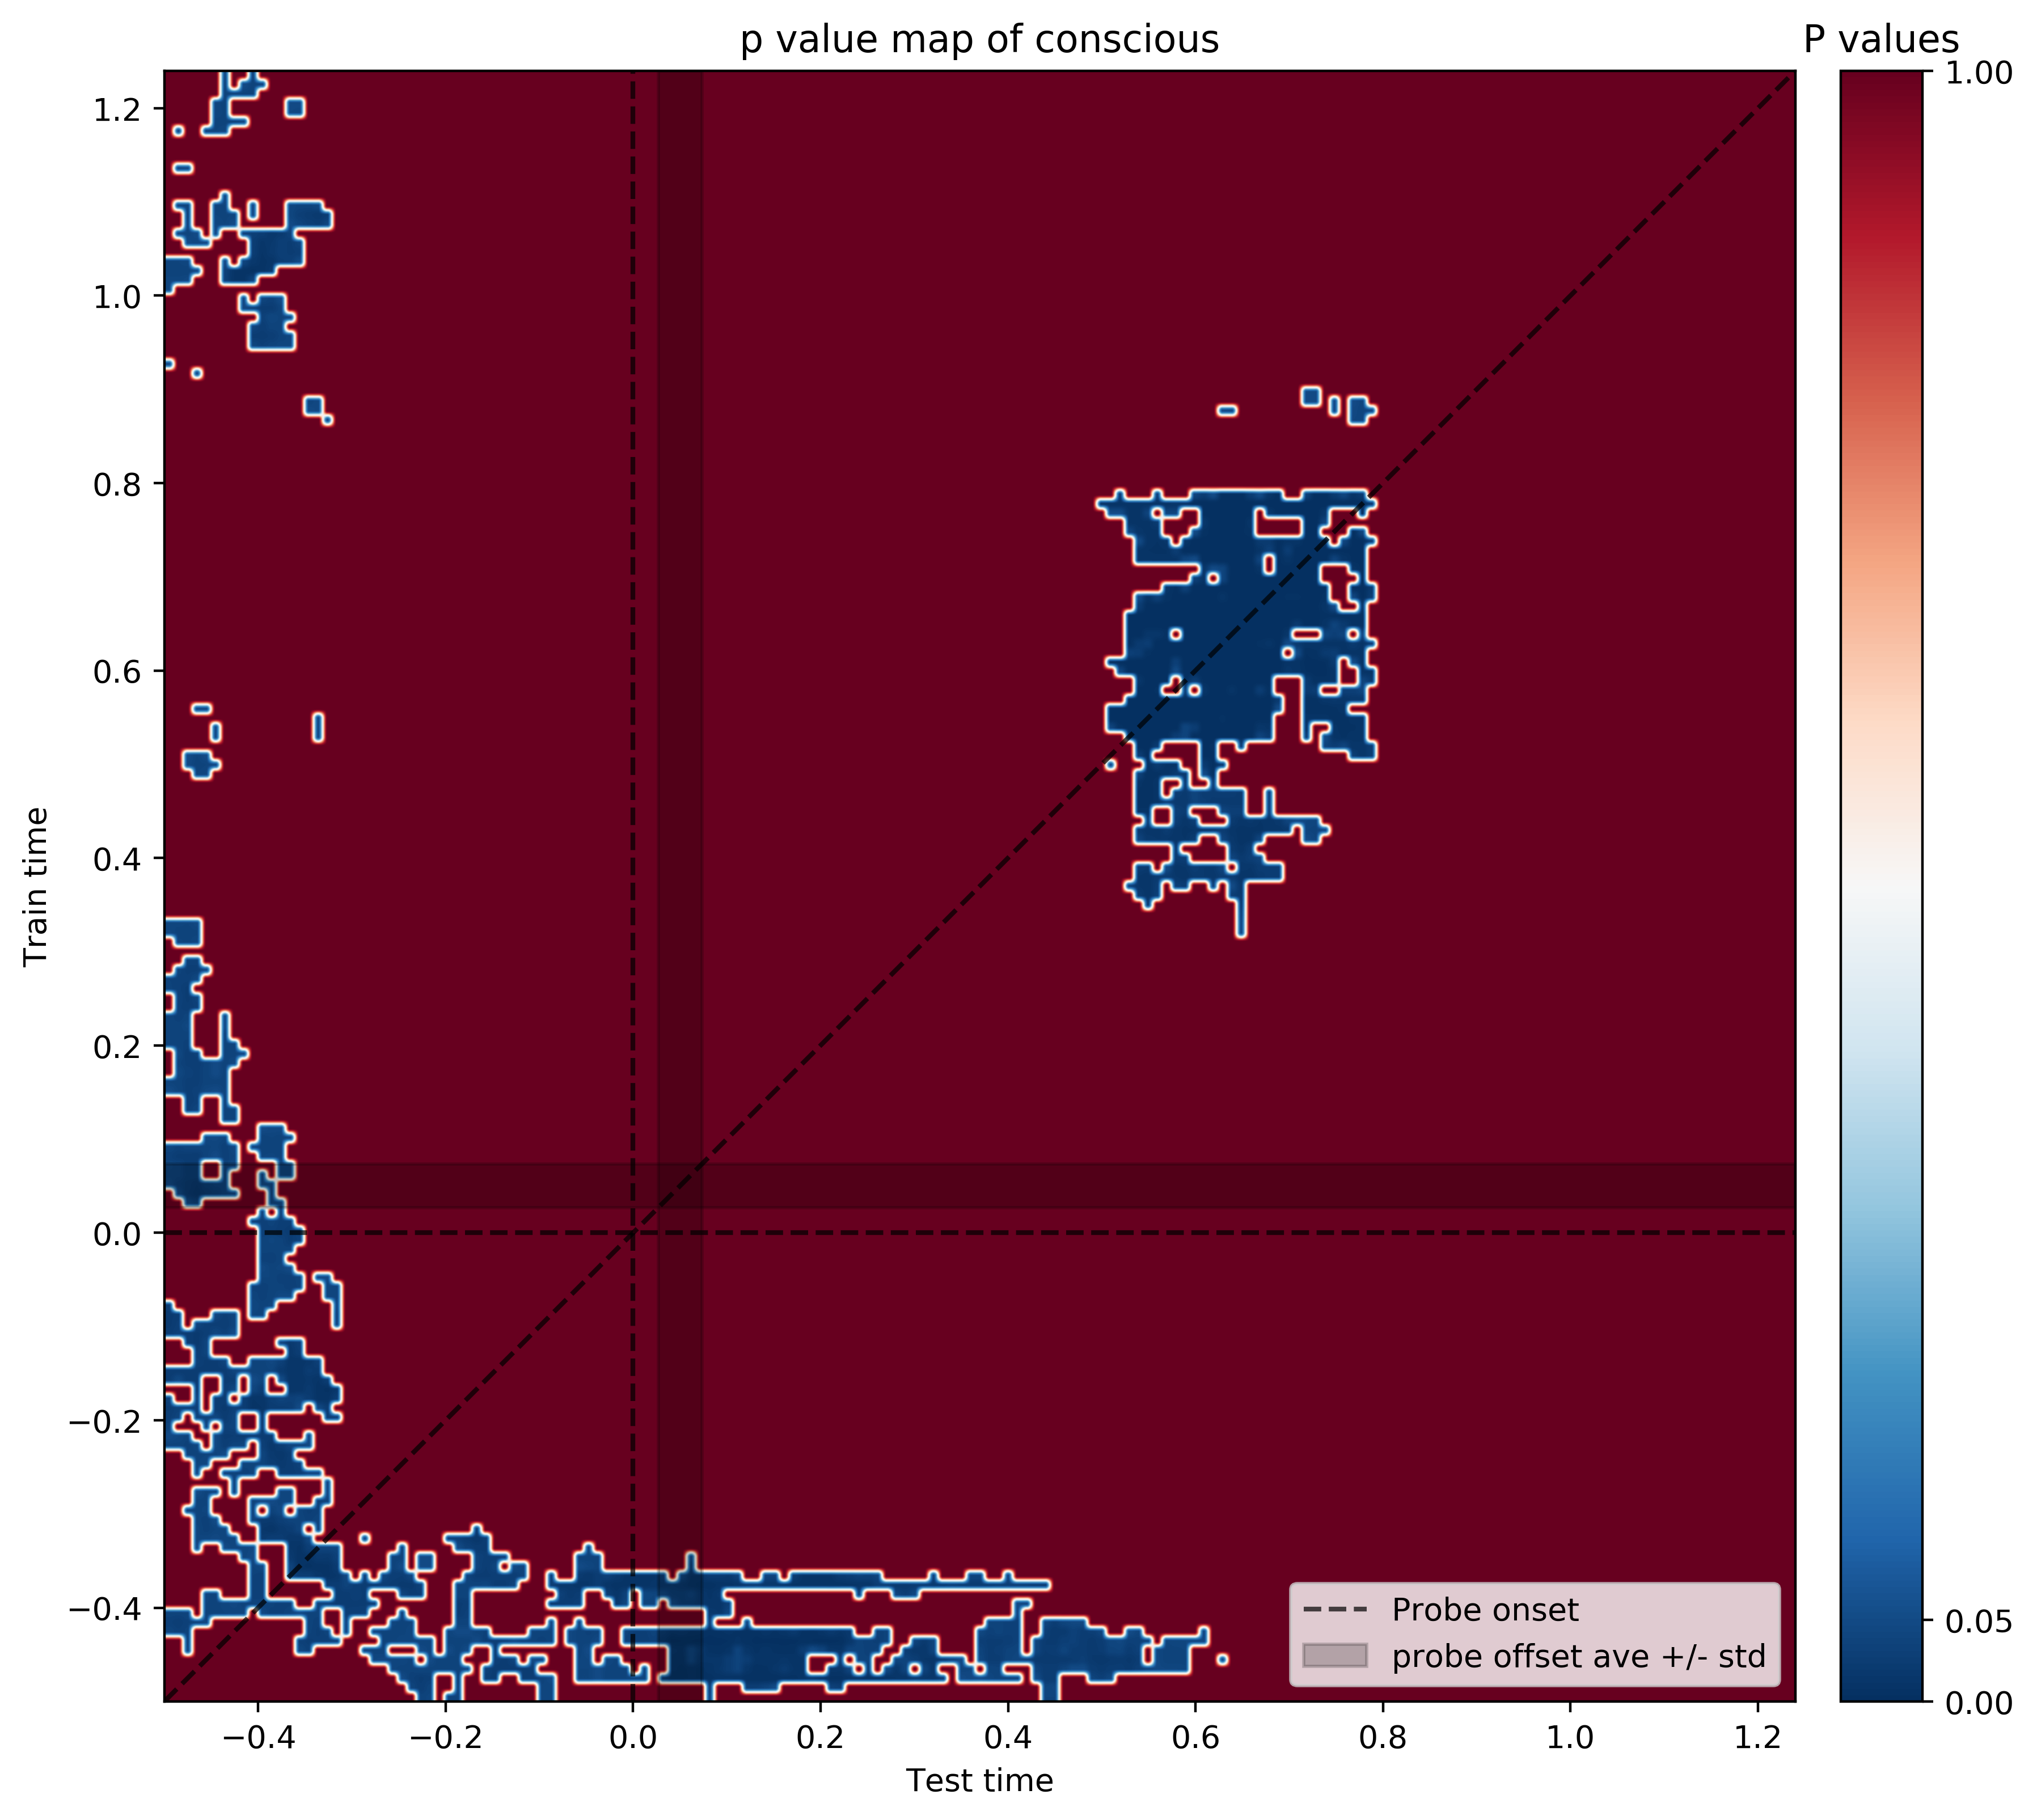 p value map of conscious
P values
1.00
0.05
0.00
Train time
1.2
1.0
0.8
0.6
0.4
0.2
0.0
−0.2
−0.4
−0.4 −0.2 0.0 0.2 0.4 0.6 0.8 1.0 1.2
Test time
Probe onset
probe offset ave +/- std